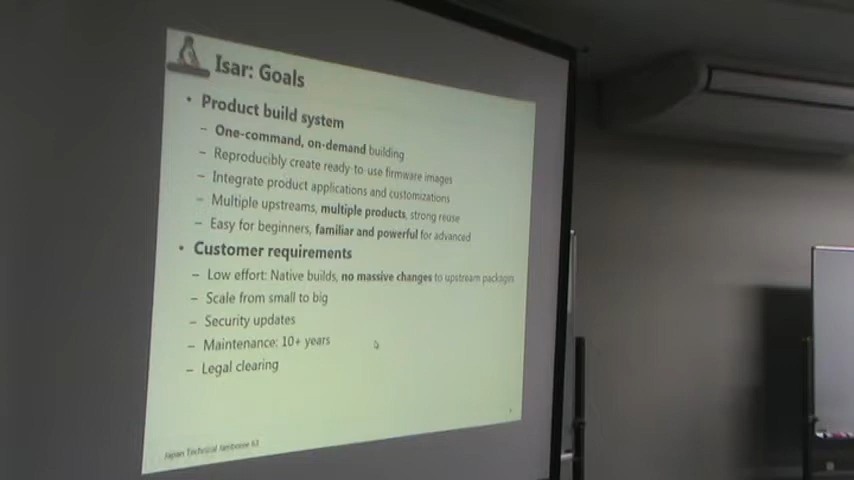 Isar: Goals
• Product build system
– One-command, on-demand building
– Reproducibly create ready-to-use firmware images
– Integrate product applications and customizations
– Multiple upstreams, multiple products, strong reuse
– Easy for beginners, familiar and powerful for advanced
• Customer requirements
– Low effort: Native builds, no massive changes to upstream packages
– Scale from small to big
– Security updates
– Maintenance: 10+ years
– Legal clearing
Japan Technical Jamboree 63